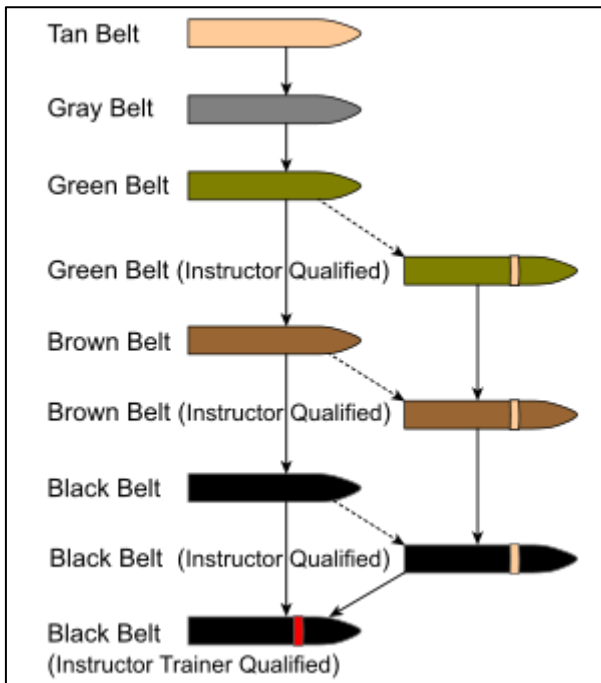 Tan Belt
Gray Belt
Green Belt
Green Belt (Instructor Qualified)
Brown Belt
Brown Belt (Instructor Qualified)
Black Belt
Black Belt (Instructor Qualified)
Black Belt
(Instructor Trainer Qualified)